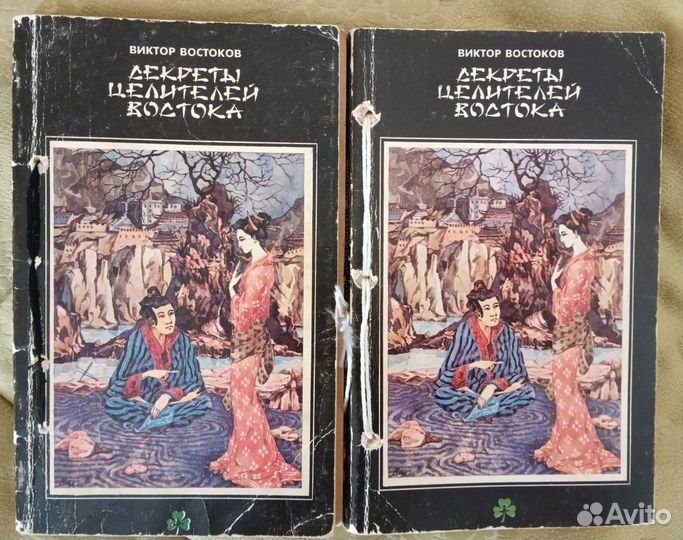 ВИКТОР ВОСТОКОВ
СЕКРЕТЫ
ЦЕЛИТЕЛЕЙ
ВОСТОКА
ВИКТОР ВОСТОКОВ
СЕКРЕТЫ
ЦЕЛИТЕЛЕЙ
ВОСТОКА
Avito